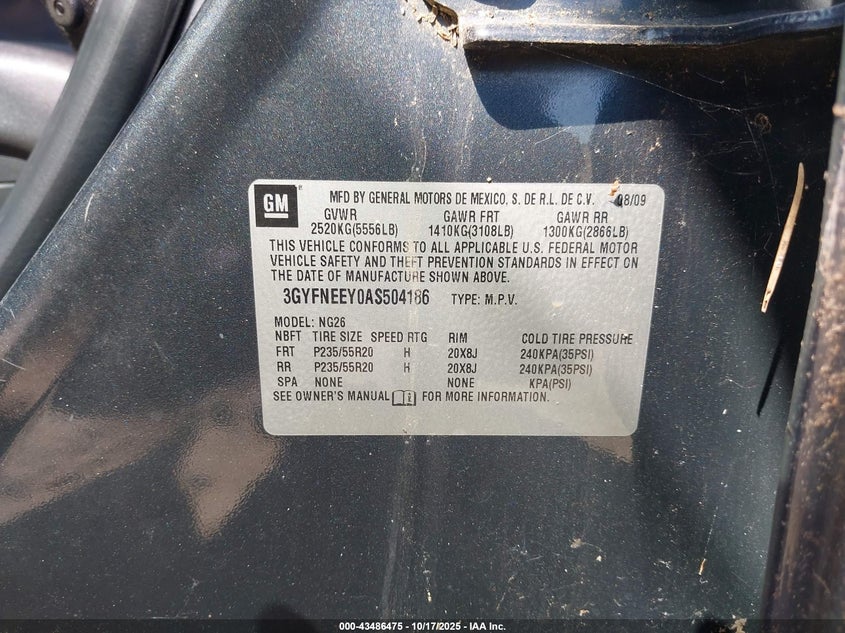 GM
MFD BY GENERAL MOTORS DE MEXICO, S. DE R.L. DE C.V. 08/09
GVWR GAWR FRT GAWR RR
2520KG(5556LB) 1410KG(3108LB) 1300KG(2866LB)
THIS VEHICLE CONFORMS TO ALL APPLICABLE U.S. FEDERAL MOTOR
VEHICLE SAFETY AND THEFT PREVENTION STANDARDS IN EFFECT ON
THE DATE OF MANUFACTURE SHOWN ABOVE.
3GYFNEEY0AS504186 TYPE: M.P.V.
MODEL: NG26
NBFT TIRE SIZE SPEED RTG RIM COLD TIRE PRESSURE
FRT P235/55R20 H 20X8J 240KPA(35PSI)
RR P235/55R20 H 20X8J 240KPA(35PSI)
SPA NONE NONE KPA(PSI)
SEE OWNER'S MANUAL FOR MORE INFORMATION.
000-43486475 - 10/17/2025 - IAA Inc.